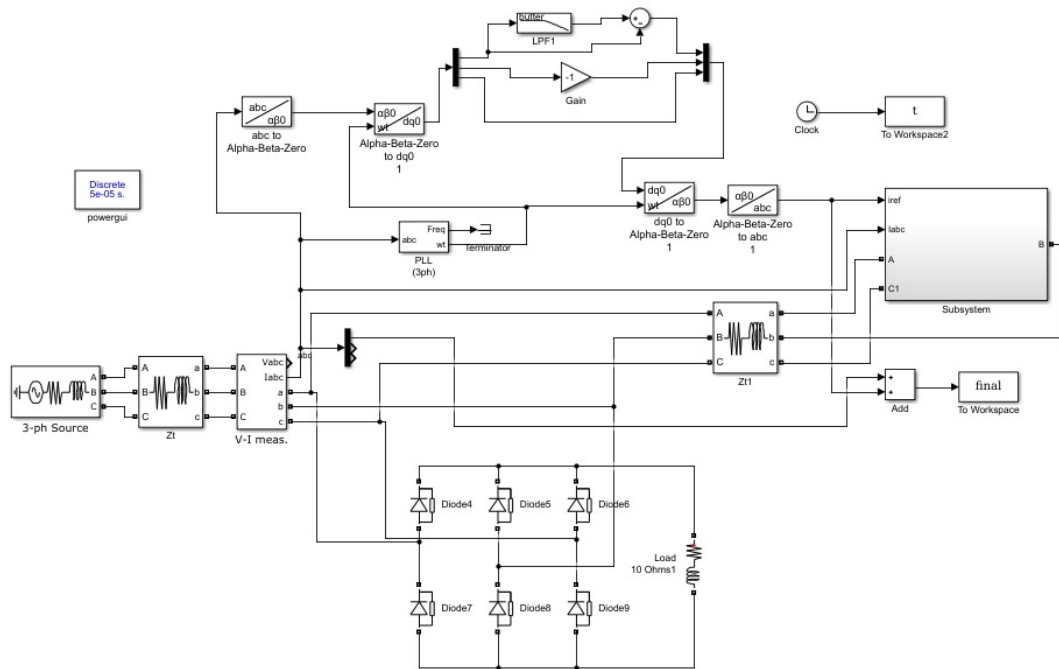 butter
LPF1
+
-
-1
Gain
abc
αβ0
abc to
Alpha-Beta-Zero
αβ0
wt
dq0
Alpha-Beta-Zero
to dq0
1
Clock
t
To Workspace2
Discrete
5e-05 s.
powergui
abc
Freq
wt
PLL
(3ph)
Terminator
dq0
wt
αβ0
dq0 to
Alpha-Beta-Zero
1
αβ0
abc
Alpha-Beta-Zero
to abc
1
iref
Iabc
A
C1
B
Subsystem
A
B
C
a
b
c
Zt1
A
B
C
3-ph Source
A
B
C
a
b
c
Zt
A
B
C
Vabc
Iabc
a
b
c
V-I meas.
abc
+
+
Add
final
To Workspace
Diode4
Diode5
Diode6
Load
10 Ohms1
Diode7
Diode8
Diode9